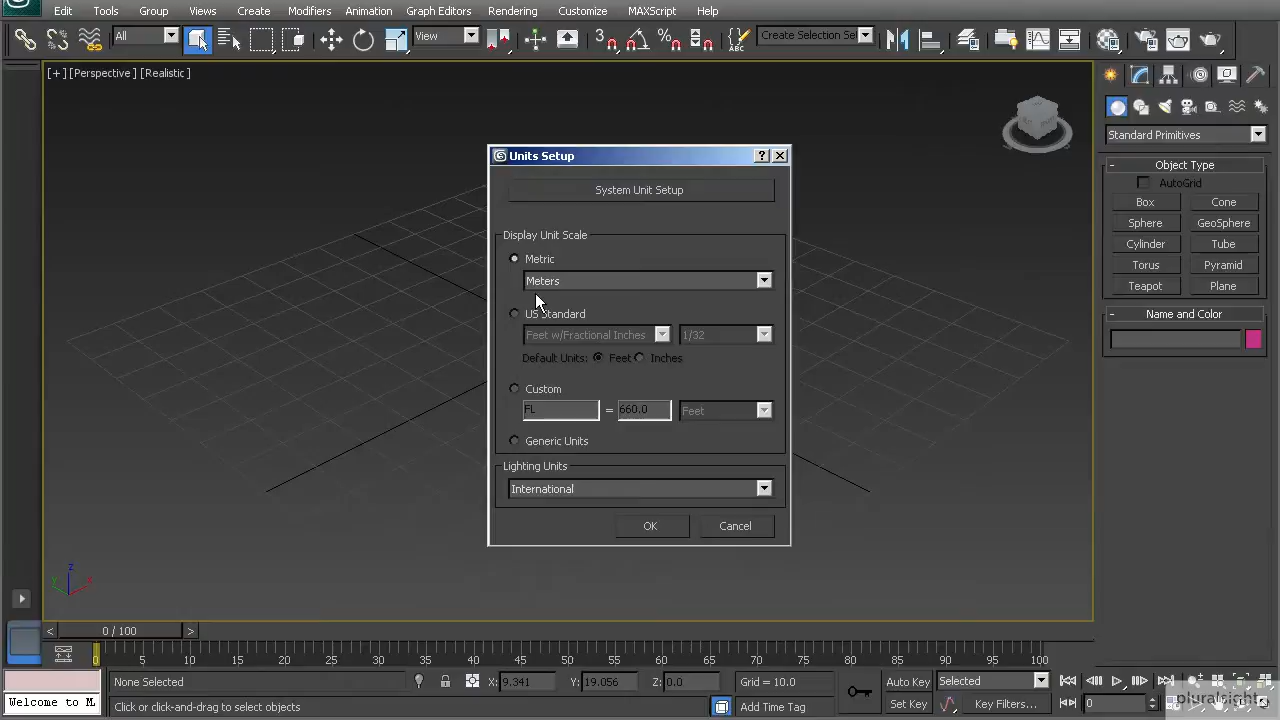 Edit Tools Group Views Create Modifiers Animation Graph Editors Rendering Customize MAXScript Help
All View Create Selection Set
[+] [Perspective] [Realistic]
Standard Primitives
Units Setup
System Unit Setup
Display Unit Scale
Metric
Meters
US Standard
Feet w/Fractional Inches 1/32
Default Units: Feet Inches
Custom
FL = 660.0 Feet
Generic Units
Lighting Units
International
OK Cancel
- Object Type
AutoGrid
Box Cone
Sphere GeoSphere
Cylinder Tube
Torus Pyramid
Teapot Plane
- Name and Color
z
y x
< 0 / 100 >
0 5 10 15 20 25 30 35 40 45 50 55 60 65 70 75 80 85 90 95 100
None Selected X: 9.341 Y: 19.056 Z: 0.0 Grid = 10.0 Auto Key Selected
Welcome to M Click or click-and-drag to select objects Add Time Tag Set Key Key Filters... 0
pluralsight